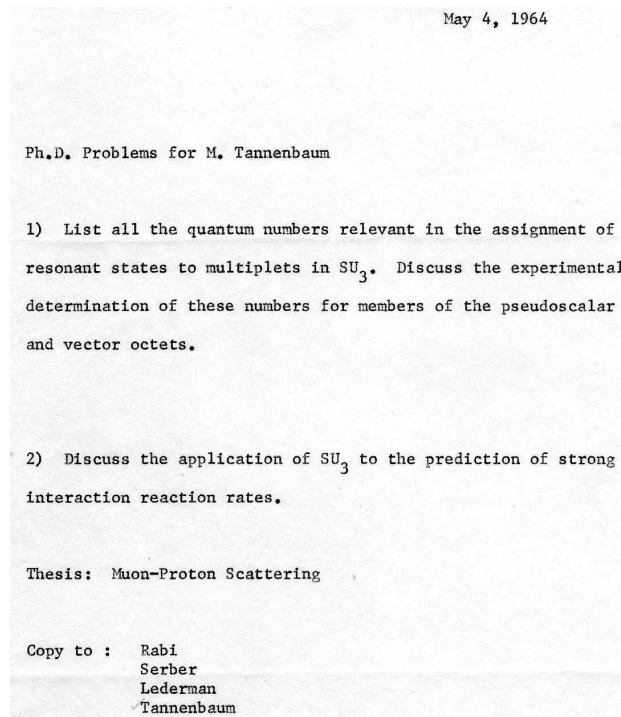 May 4, 1964
Ph.D. Problems for M. Tannenbaum
1) List all the quantum numbers relevant in the assignment of
resonant states to multiplets in SU3. Discuss the experimental
determination of these numbers for members of the pseudoscalar
and vector octets.
2) Discuss the application of SU3 to the prediction of strong
interaction reaction rates.
Thesis: Muon-Proton Scattering
Copy to : Rabi
Serber
Lederman
Tannenbaum